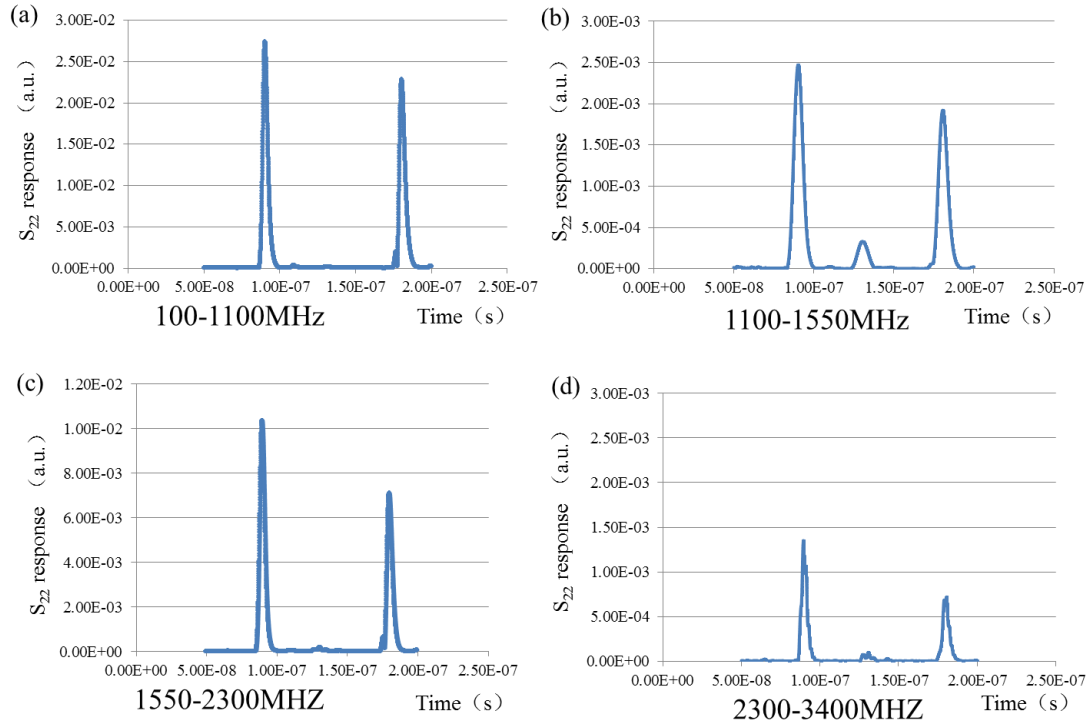 (a)
3.00E-02
2.50E-02
2.00E-02
1.50E-02
1.00E-02
5.00E-03
0.00E+00
S22 response （a.u.）
0.00E+00 5.00E-08 1.00E-07 1.50E-07 2.00E-07 2.50E-07
100-1100MHz
Time（s）
(b)
3.00E-03
2.50E-03
2.00E-03
1.50E-03
1.00E-03
5.00E-04
0.00E+00
S22 response （a.u.）
0.00E+00 5.00E-08 1.00E-07 1.50E-07 2.00E-07 2.50E-07
1100-1550MHz
Time（s）
(c)
1.20E-02
1.00E-02
8.00E-03
6.00E-03
4.00E-03
2.00E-03
0.00E+00
S22 response （a.u.）
0.00E+00 5.00E-08 1.00E-07 1.50E-07 2.00E-07 2.50E-07
1550-2300MHZ
Time（s）
(d)
3.00E-03
2.50E-03
2.00E-03
1.50E-03
1.00E-03
5.00E-04
0.00E+00
S22 response （a.u.）
0.00E+00 5.00E-08 1.00E-07 1.50E-07 2.00E-07 2.50E-07
2300-3400MHZ
Time（s）